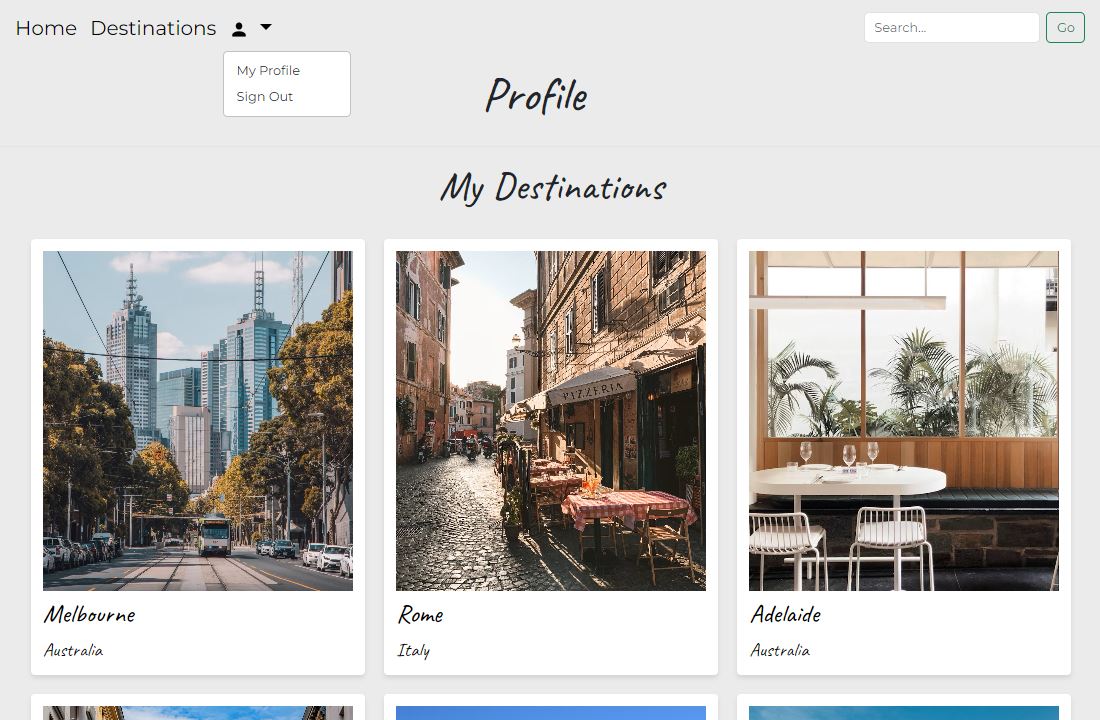 Home Destinations
Search... Go
My Profile
Sign Out
Profile
My Destinations
PIZZERIA
Melbourne
Australia
Rome
Italy
Adelaide
Australia